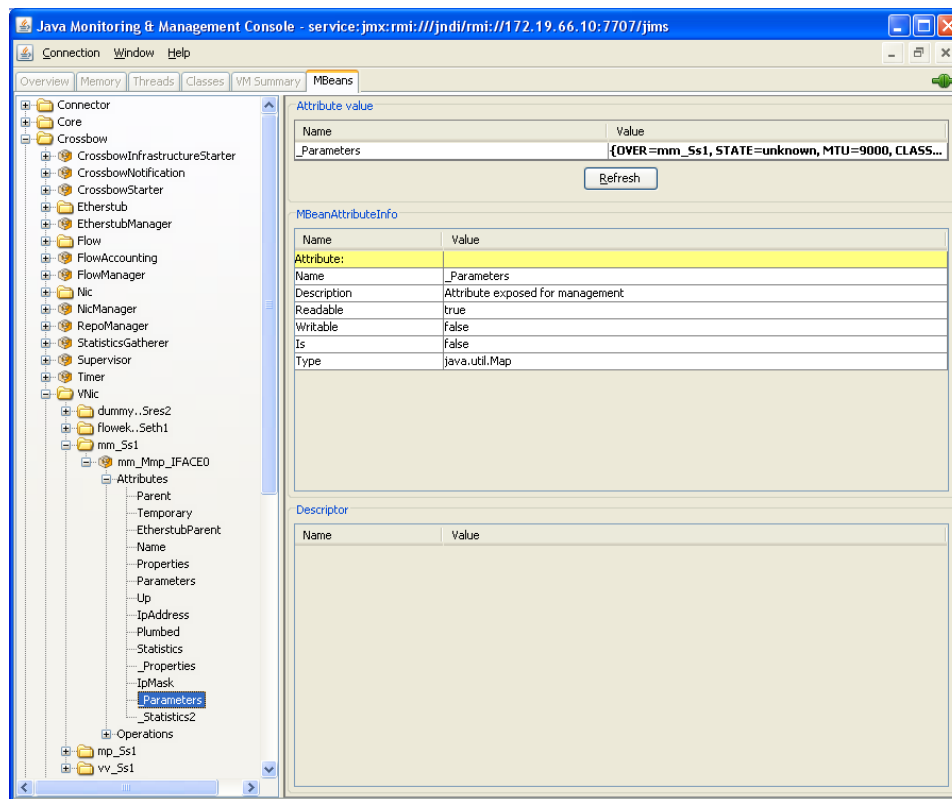 Java Monitoring & Management Console - service:jmx:rmi:///jndi/rmi://172.19.66.10:7707/jims
Connection Window Help
Overview Memory Threads Classes VM Summary MBeans
Connector
Core
Crossbow
CrossbowInfrastructureStarter
CrossbowNotification
CrossbowStarter
Etherstub
EtherstubManager
Flow
FlowAccounting
FlowManager
Nic
NicManager
RepoManager
StatisticsGatherer
Supervisor
Timer
VNic
dummy..Sres2
flowek..Seth1
mm_Ss1
mm_Mmp_IFACE0
Attributes
Parent
Temporary
EtherstubParent
Name
Properties
Parameters
Up
IpAddress
Plumbed
Statistics
_Properties
IpMask
_Parameters
_Statistics2
Operations
mp_Ss1
vv_Ss1
Attribute value
Name Value
_Parameters {OVER=mm_Ss1, STATE=unknown, MTU=9000, CLASS...
Refresh
MBeanAttributeInfo
Name Value
Attribute:
Name _Parameters
Description Attribute exposed for management
Readable true
Writable false
Is false
Type java.util.Map
Descriptor
Name Value